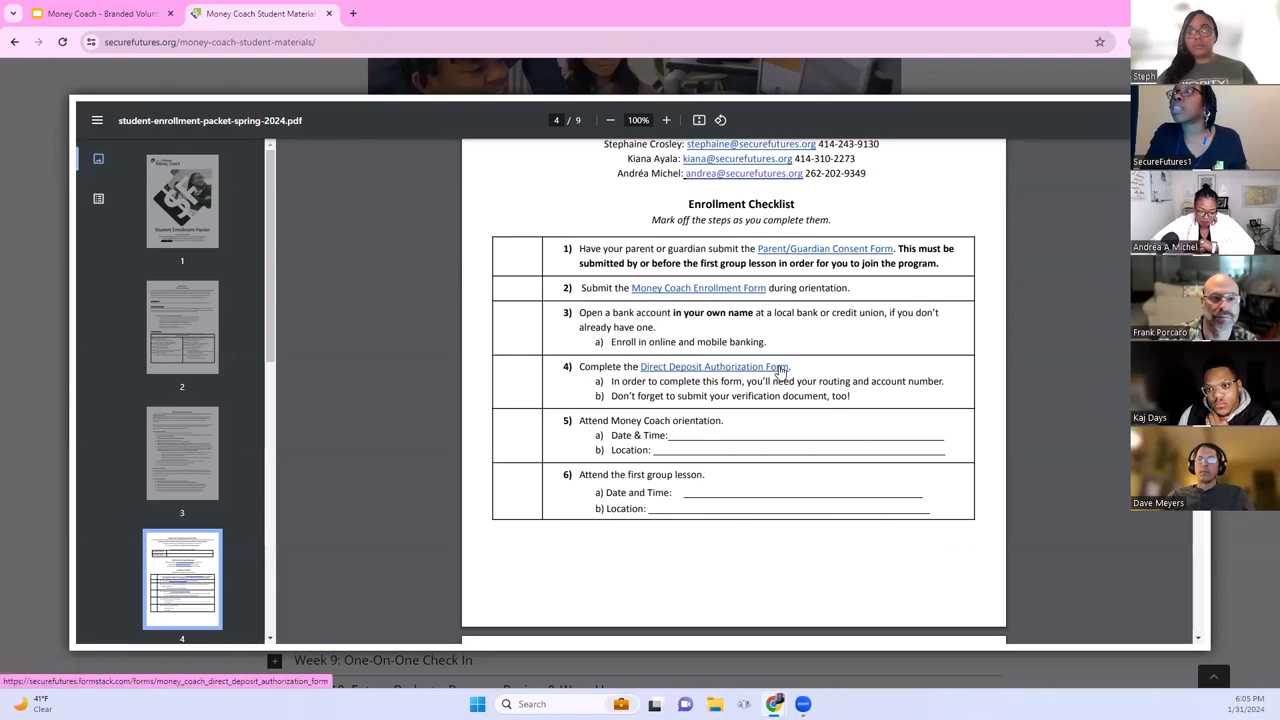 Money Coach - Branded Volun
Money Coach Student Material
securefutures.org/money-coach-student-materials/
student-enrollment-packet-spring-2024.pdf
4 / 9
100%
Stephaine Crosley: stephaine@securefutures.org 414-243-9130
Kiana Ayala: kiana@securefutures.org 414-310-2273
Andréa Michel: andrea@securefutures.org 262-202-9349
Enrollment Checklist
Mark off the steps as you complete them.
1) Have your parent or guardian submit the Parent/Guardian Consent Form. This must be
submitted by or before the first group lesson in order for you to join the program.
2) Submit the Money Coach Enrollment Form during orientation.
3) Open a bank account in your own name at a local bank or credit union, if you don't
already have one.
a) Enroll in online and mobile banking.
4) Complete the Direct Deposit Authorization Form.
a) In order to complete this form, you'll need your routing and account number.
b) Don't forget to submit your verification document, too!
5) Attend Money Coach orientation.
a) Date & Time:
b) Location:
6) Attend the first group lesson.
a) Date and Time:
b) Location:
Money Coach
Student Enrollment Packet
1
2
3
4
Week 9: One-On-One Check In
https://securefutures.formstack.com/forms/money_coach_direct_deposit_authorization_form
41°F
Clear
Search
6:05 PM
1/31/2024
Steph
SecureFutures1
Andréa A Michel
Frank Porcaro
Kaj Days
Dave Meyers